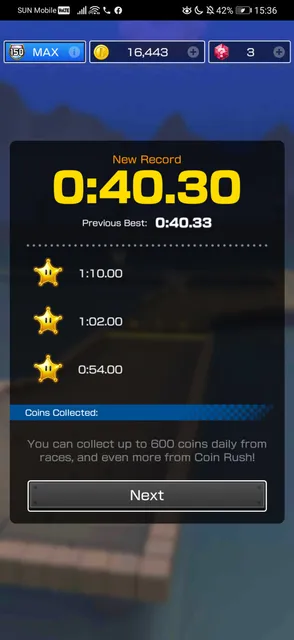 SUN Mobile VoLTE 42% 15:36
150 MAX 16,443 3
New Record
0:40.30
Previous Best: 0:40.33
1:10.00
1:02.00
0:54.00
Coins Collected:
You can collect up to 600 coins daily from
races, and even more from Coin Rush!
Next